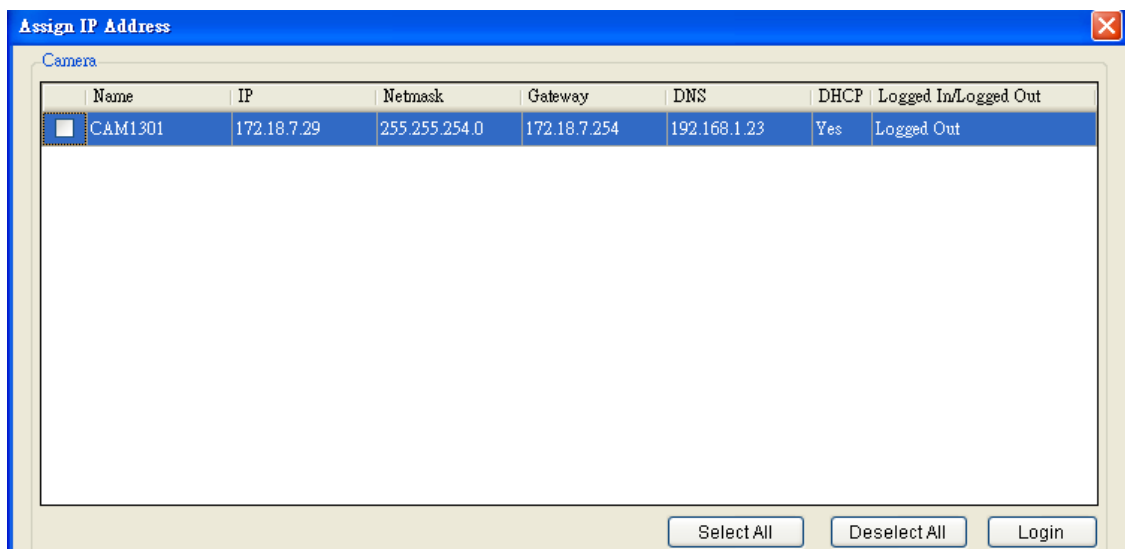 Assign IP Address
Camera
Name IP Netmask Gateway DNS DHCP Logged In/Logged Out
CAM1301 172.18.7.29 255.255.254.0 172.18.7.254 192.168.1.23 Yes Logged Out
Select All Deselect All Login